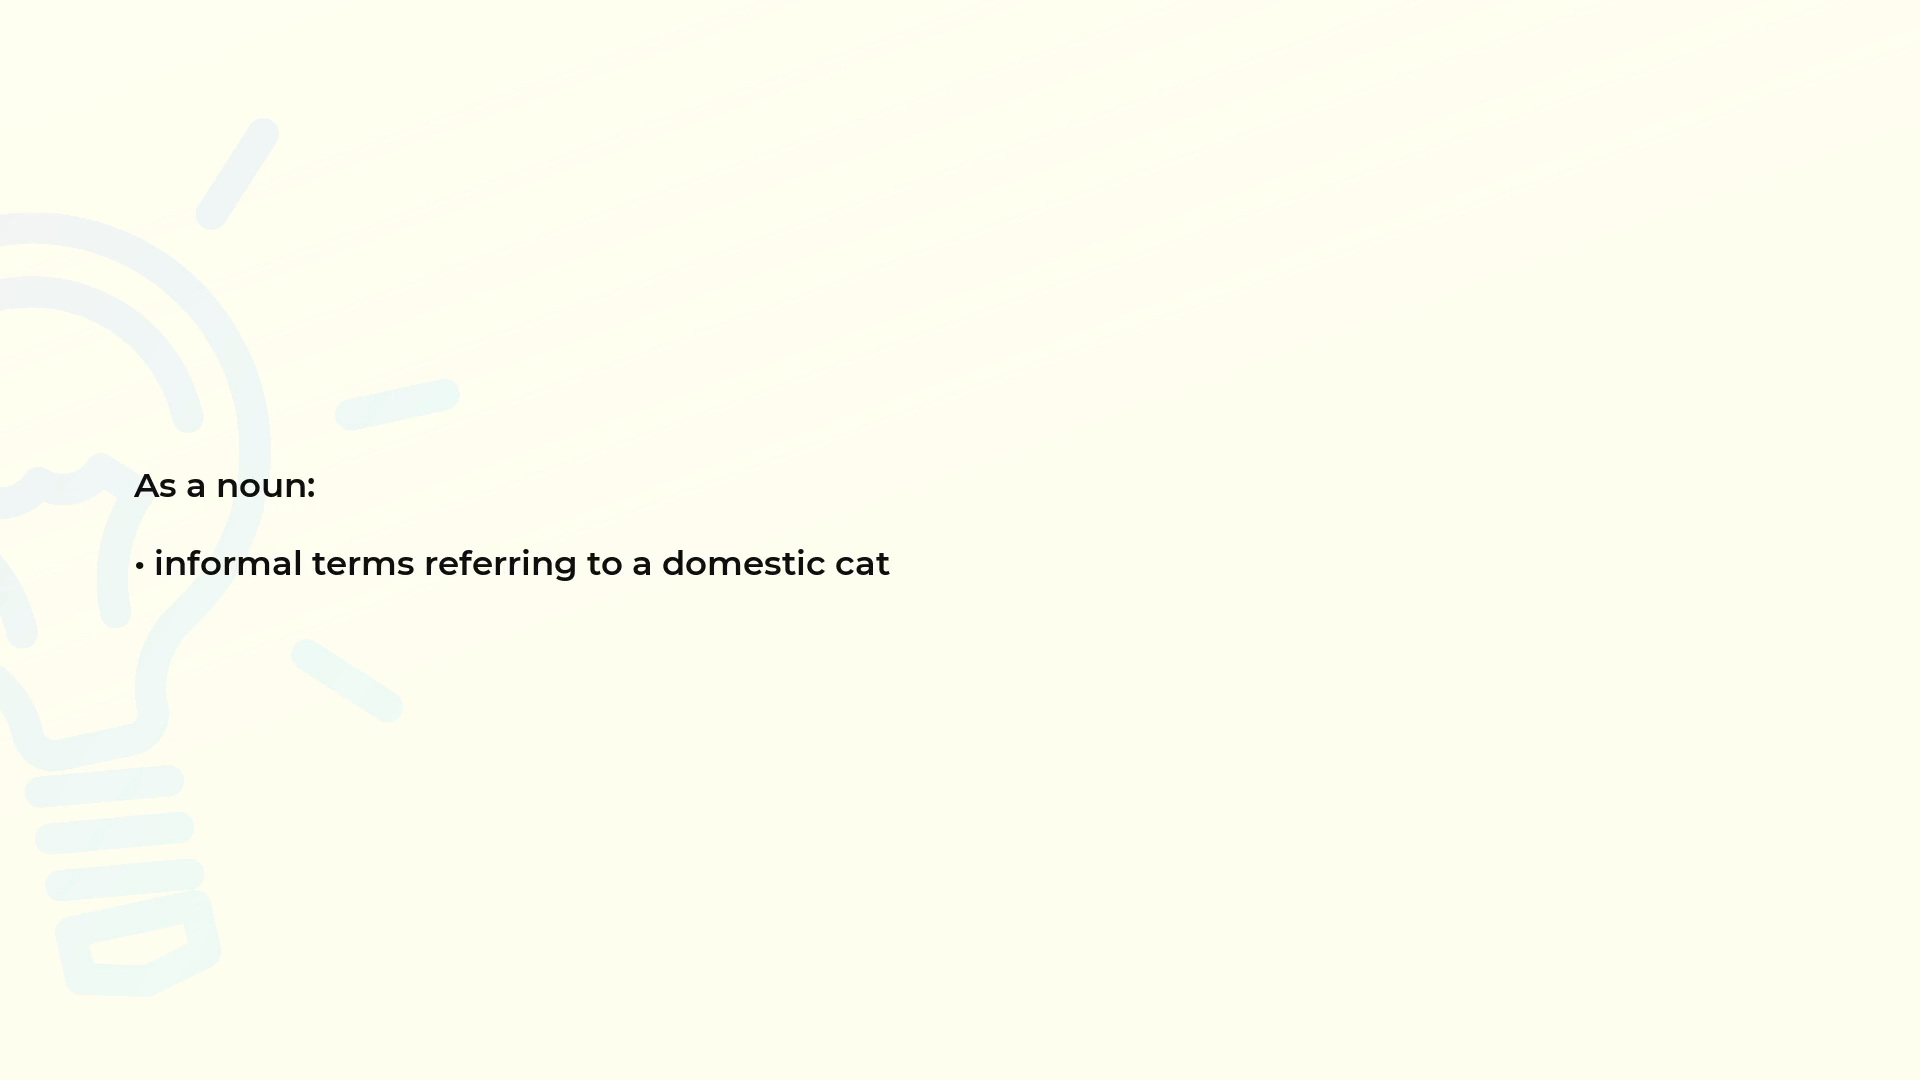 As a noun:
• informal terms referring to a domestic cat